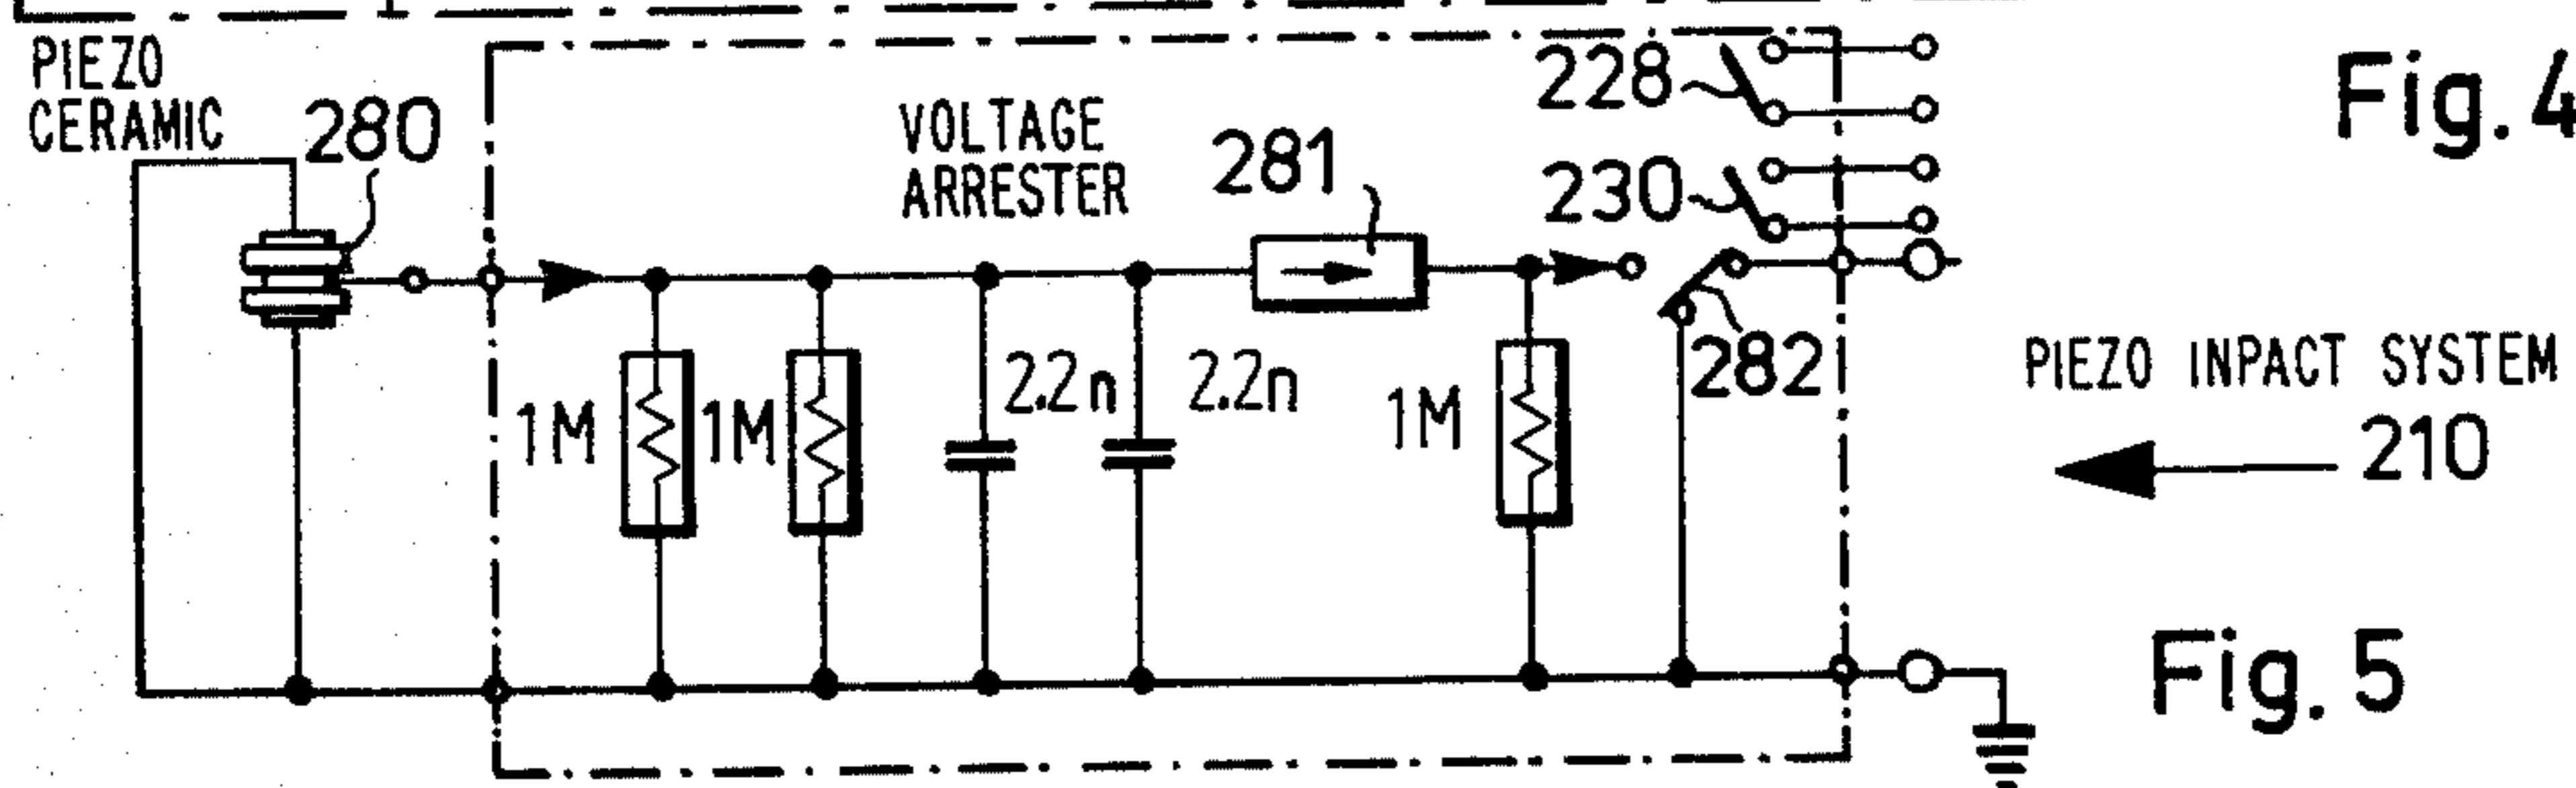 PIEZO
CERAMIC
280
VOLTAGE
ARRESTER
281
228
230
282
Fig. 4
1M
1M
2.2n
2.2n
1M
PIEZO INPACT SYSTEM
210
Fig. 5